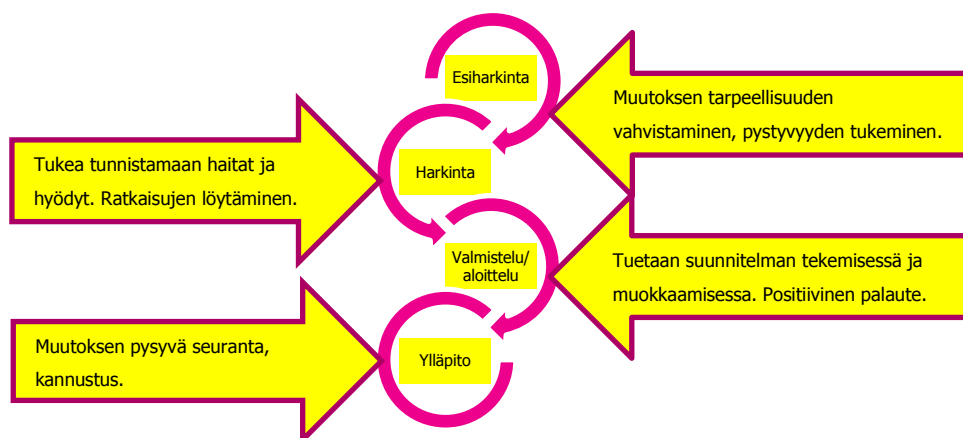 Esiharkinta
Muutoksen tarpeellisuuden
vahvistaminen, pystyvyyden tukeminen.
Tukea tunnistamaan haitat ja
hyödyt. Ratkaisujen löytäminen.
Harkinta
Valmistelu/
aloittelu
Tuetaan suunnitelman tekemisessä ja
muokkaamisessa. Positiivinen palaute.
Muutoksen pysyvä seuranta,
kannustus.
Ylläpito